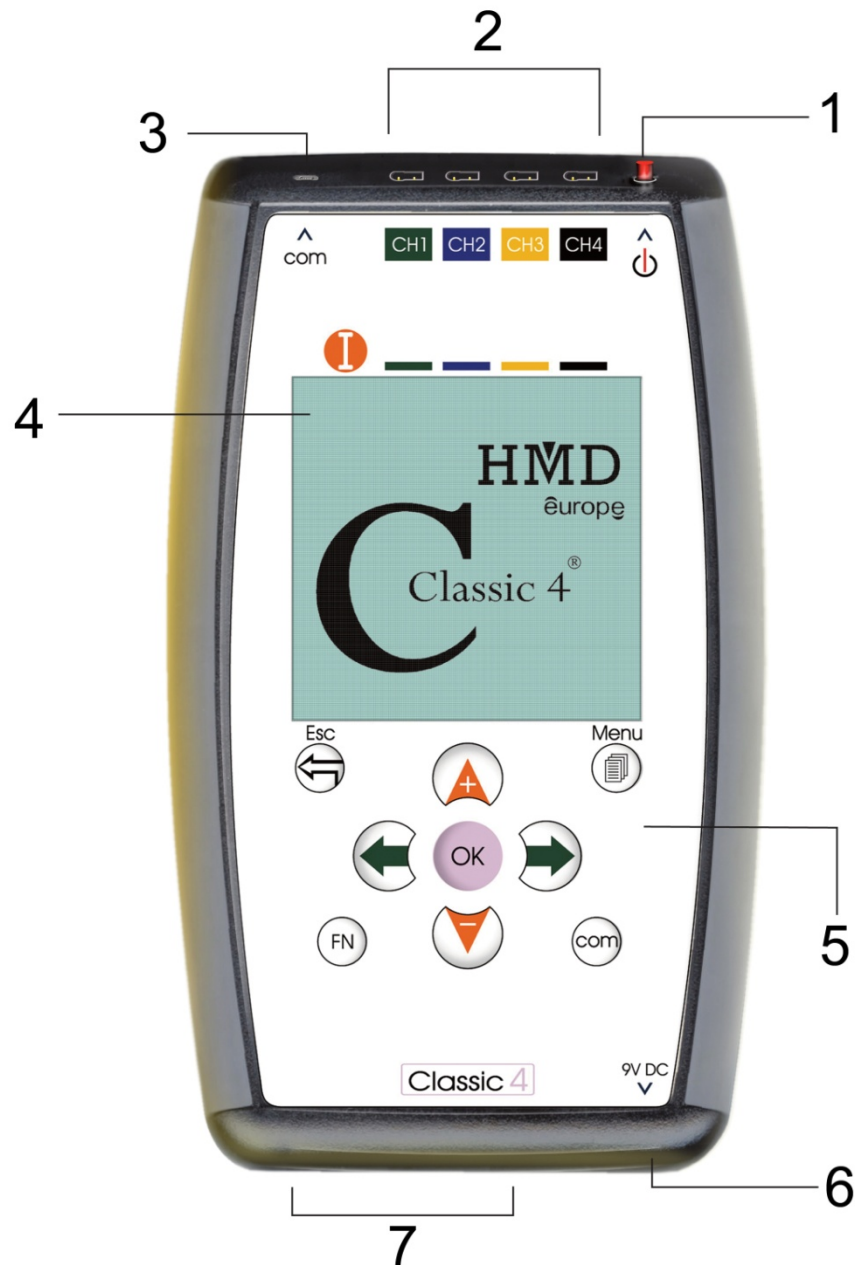 2
1
3
com
CH1 CH2 CH3 CH4
I
4
HMD
europe
C Classic 4®
Esc
Menu
+
OK
5
−
FN
com
Classic 4
9V DC
6
7